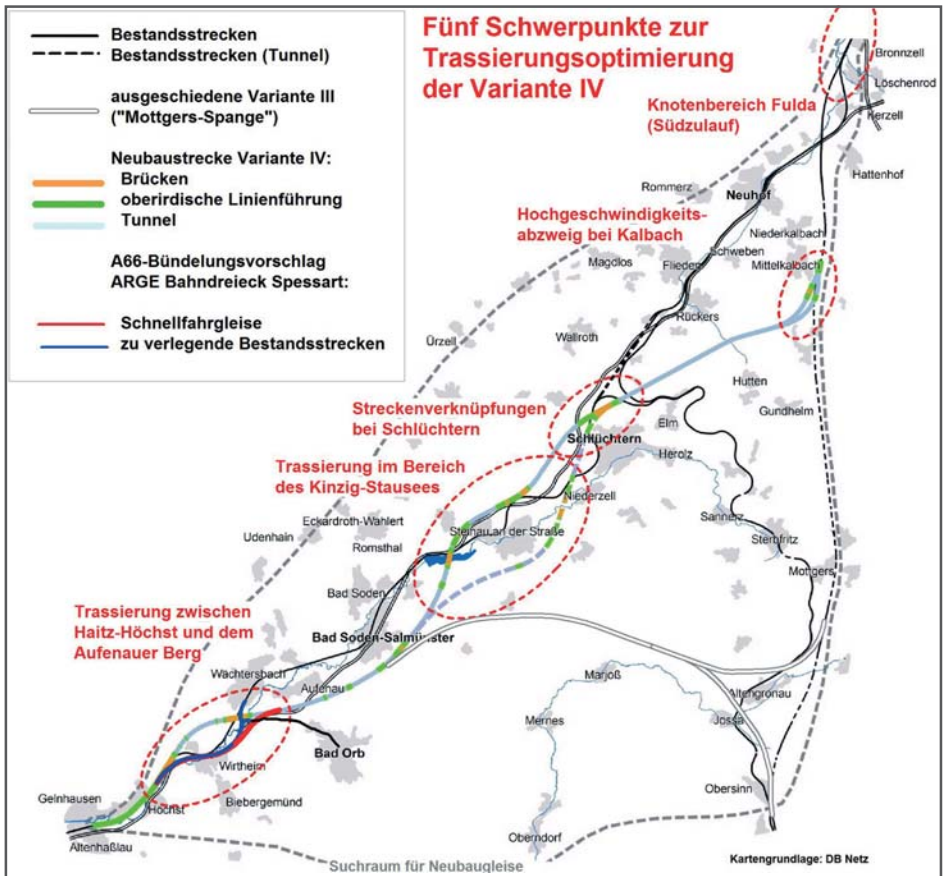 Bestandsstrecken
Bestandsstrecken (Tunnel)
ausgeschiedene Variante III
("Mottgers-Spange")
Neubaustrecke Variante IV:
Brücken
oberirdische Linienführung
Tunnel
A66-Bündelungsvorschlag
ARGE Bahndreieck Spessart:
Schnellfahrgleise
zu verlegende Bestandsstrecken
Fünf Schwerpunkte zur
Trassierungsoptimierung
der Variante IV
Bronnzell
Löschenrod
Knotenbereich Fulda
(Südzulauf)
Kerzell
Hattenhof
Rommerz
Neuhof
Hochgeschwindigkeits-
abzweig bei Kalbach
Niederkalbach
Schweben
Magdlos
Flieden
Mittelkalbach
Rückers
Ürzell
Wallroth
Hutten
Gundhelm
Streckenverknüpfungen
bei Schlüchtern
Elm
Schlüchtern
Herolz
Trassierung im Bereich
des Kinzig-Stausees
Niederzell
Sannerz
Eckardroth-Wahlert
Steinau an der Straße
Udenhain
Romsthal
Sterbfritz
Mottgers
Bad Soden
Trassierung zwischen
Haitz-Höchst und dem
Aufenauer Berg
Bad Soden-Salmünster
Wächtersbach
Marjoß
Aufenau
Altengronau
Mernes
Jossa
Bad Orb
Wirtheim
Obersinn
Gelnhausen
Höchst
Biebergemünd
Oberndorf
Altenhaßlau
Suchraum für Neubaugleise
Kartengrundlage: DB Netz